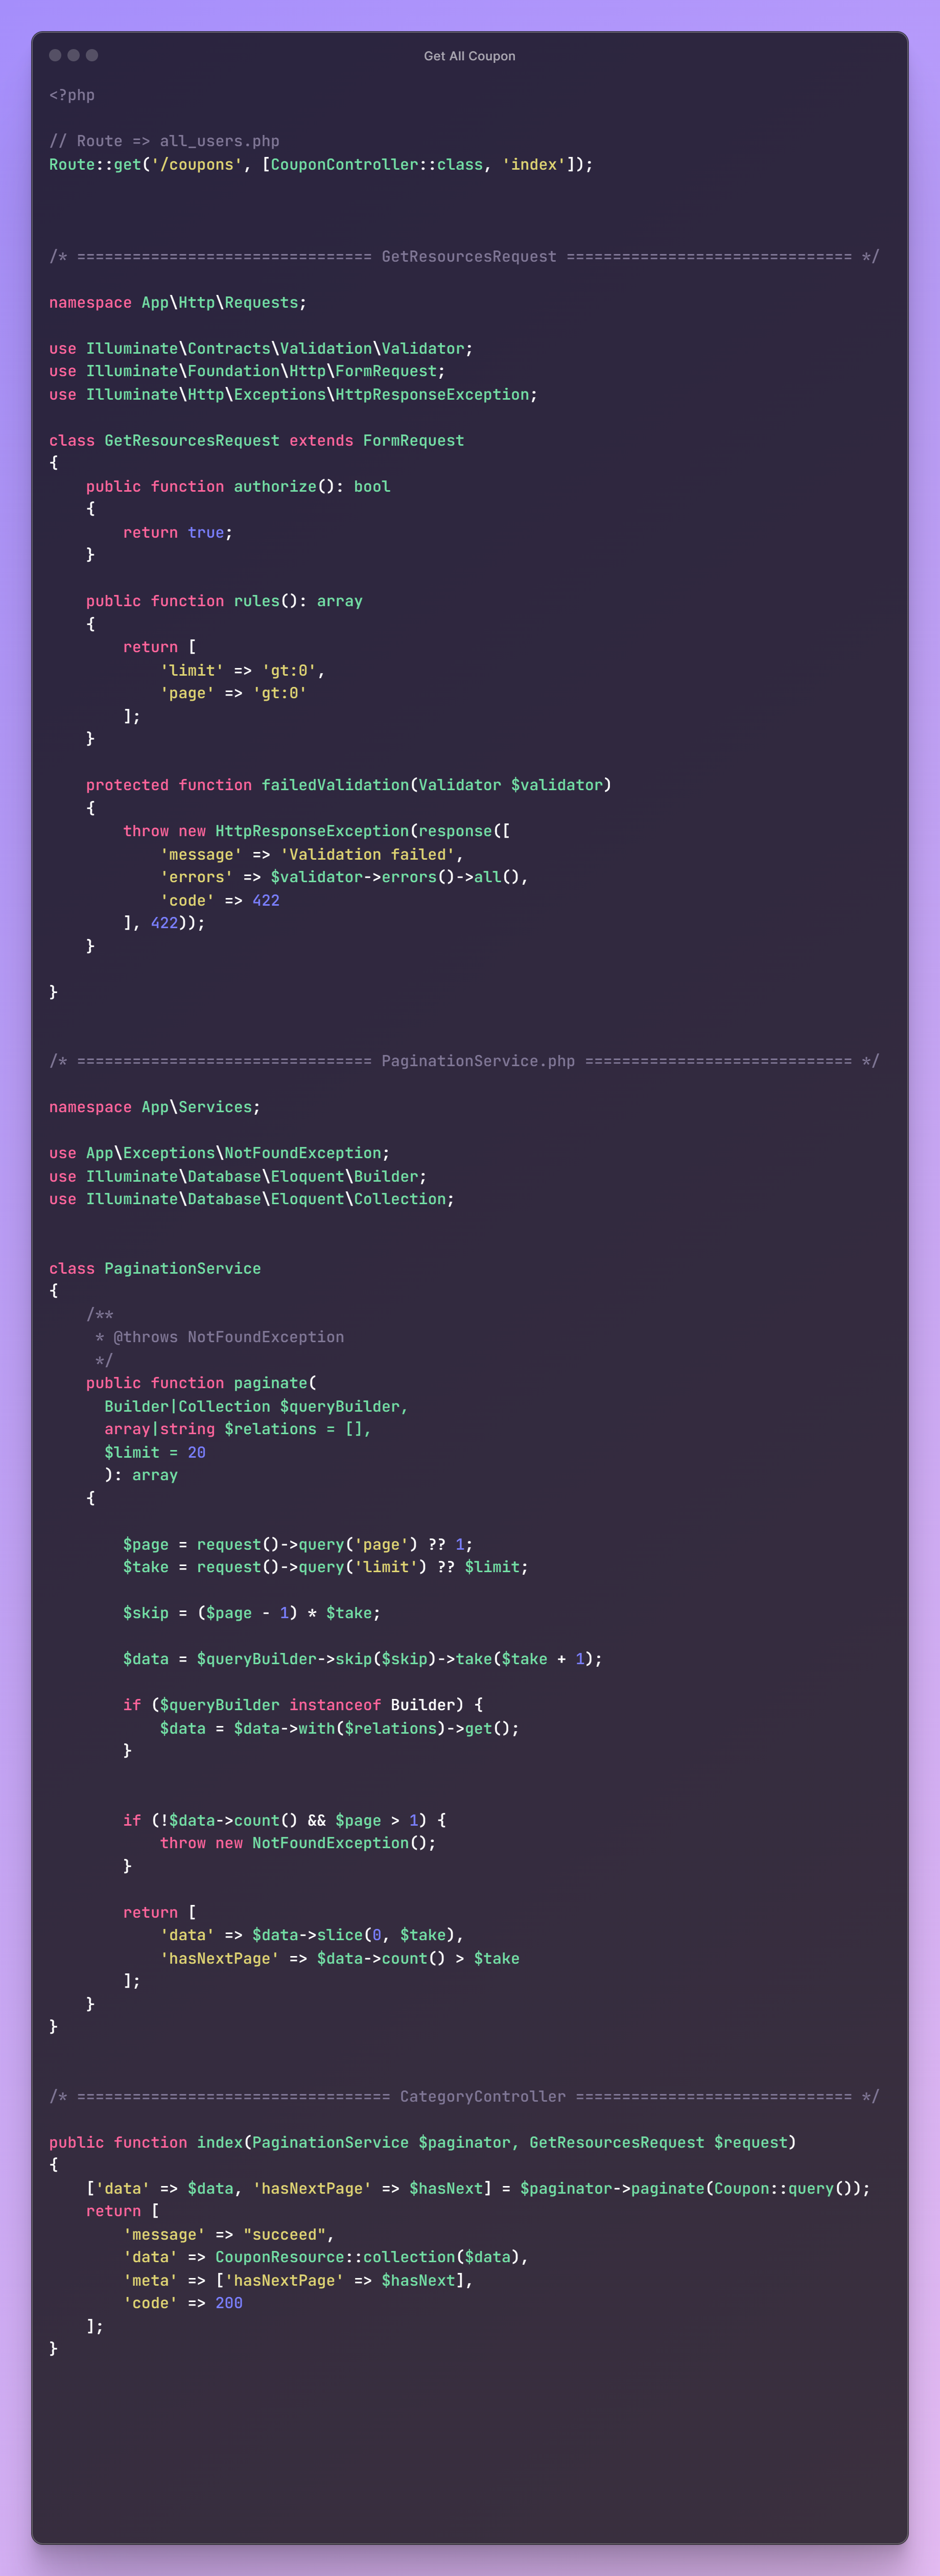 Get All Coupon
<?php
// Route => all_users.php
Route::get('/coupons', [CouponController::class, 'index']);
/* ================================ GetResourcesRequest =============================== */
namespace App\Http\Requests;
use Illuminate\Contracts\Validation\Validator;
use Illuminate\Foundation\Http\FormRequest;
use Illuminate\Http\Exceptions\HttpResponseException;
class GetResourcesRequest extends FormRequest
{
    public function authorize(): bool
    {
        return true;
    }
    public function rules(): array
    {
        return [
            'limit' => 'gt:0',
            'page' => 'gt:0'
        ];
    }
    protected function failedValidation(Validator $validator)
    {
        throw new HttpResponseException(response([
            'message' => 'Validation failed',
            'errors' => $validator->errors()->all(),
            'code' => 422
        ], 422));
    }
}
/* ================================ PaginationService.php ============================= */
namespace App\Services;
use App\Exceptions\NotFoundException;
use Illuminate\Database\Eloquent\Builder;
use Illuminate\Database\Eloquent\Collection;
class PaginationService
{
    /**
     * @throws NotFoundException
     */
    public function paginate(
      Builder|Collection $queryBuilder,
      array|string $relations = [],
      $limit = 20
      ): array
    {
        $page = request()->query('page') ?? 1;
        $take = request()->query('limit') ?? $limit;
        $skip = ($page - 1) * $take;
        $data = $queryBuilder->skip($skip)->take($take + 1);
        if ($queryBuilder instanceof Builder) {
            $data = $data->with($relations)->get();
        }
        if (!$data->count() && $page > 1) {
            throw new NotFoundException();
        }
        return [
            'data' => $data->slice(0, $take),
            'hasNextPage' => $data->count() > $take
        ];
    }
}
/* ================================== CategoryController ============================== */
public function index(PaginationService $paginator, GetResourcesRequest $request)
{
    ['data' => $data, 'hasNextPage' => $hasNext] = $paginator->paginate(Coupon::query());
    return [
        'message' => "succeed",
        'data' => CouponResource::collection($data),
        'meta' => ['hasNextPage' => $hasNext],
        'code' => 200
    ];
}